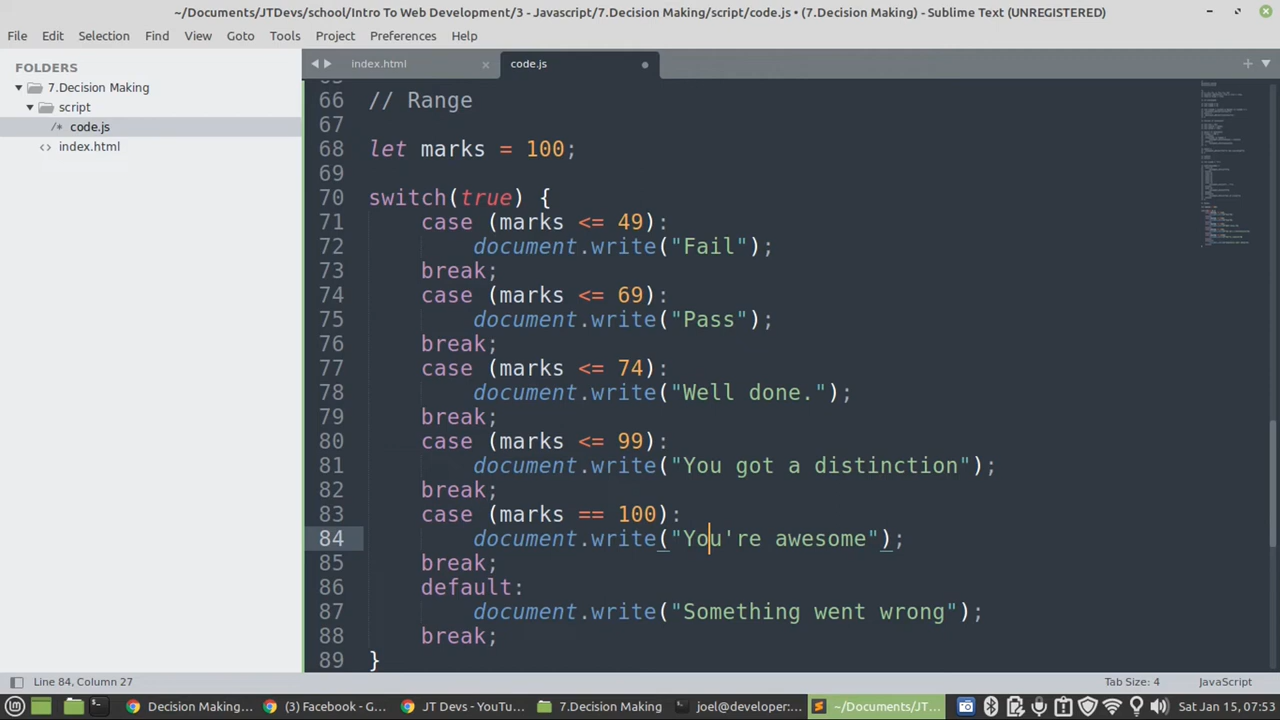 ~/Documents/JTDevs/school/Intro To Web Development/3 - Javascript/7.Decision Making/script/code.js • (7.Decision Making) - Sublime Text (UNREGISTERED)
File Edit Selection Find View Goto Tools Project Preferences Help
FOLDERS
7.Decision Making
script
/* code.js
<> index.html
index.html × code.js
66 // Range
67
68 let marks = 100;
69
70 switch(true) {
71 case (marks <= 49):
72 document.write("Fail");
73 break;
74 case (marks <= 69):
75 document.write("Pass");
76 break;
77 case (marks <= 74):
78 document.write("Well done.");
79 break;
80 case (marks <= 99):
81 document.write("You got a distinction");
82 break;
83 case (marks == 100):
84 document.write("You're awesome");
85 break;
86 default:
87 document.write("Something went wrong");
88 break;
89 }
Line 84, Column 27 Tab Size: 4 JavaScript
Decision Making... (3) Facebook - G... JT Devs - YouTu... 7.Decision Making joel@developer:... ~/Documents/JT... Sat Jan 15, 07:53